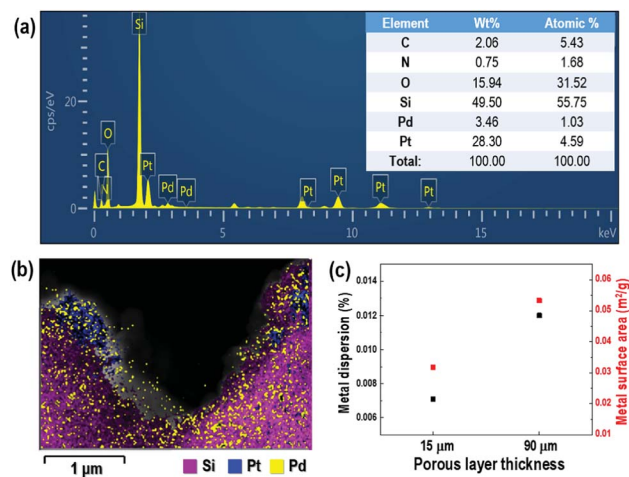 (a)
Si
O
C
N
Pt
Pd
Pd
Pt
Pt
Pt
Pt
cps/eV
20
0
0
5
10
15
keV
Element Wt% Atomic %
C 2.06 5.43
N 0.75 1.68
O 15.94 31.52
Si 49.50 55.75
Pd 3.46 1.03
Pt 28.30 4.59
Total: 100.00 100.00
(b)
1 μm
Si Pt Pd
(c)
Metal dispersion (%)
0.014
0.012
0.010
0.008
0.006
Metal surface area (m²/g)
0.06
0.05
0.04
0.03
0.02
0.01
15 μm 90 μm
Porous layer thickness